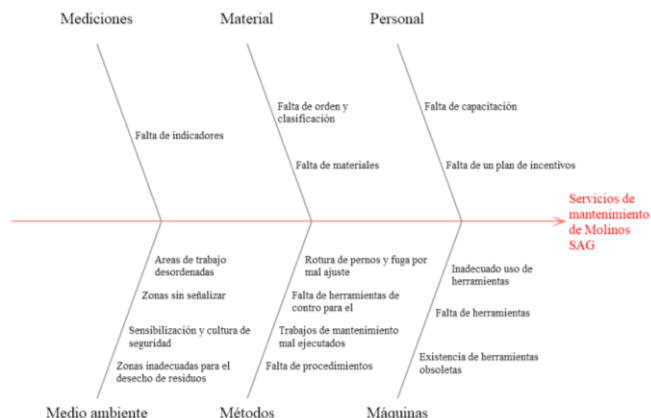 Mediciones
Material
Personal
Falta de indicadores
Falta de orden y
clasificación
Falta de materiales
Falta de capacitación
Falta de un plan de incentivos
Servicios de
mantenimiento
de Molinos
SAG
Areas de trabajo
desordenadas
Zonas sin señalizar
Sensibilización y cultura de
seguridad
Zonas inadecuadas para el
desecho de residuos
Rotura de pernos y fuga por
mal ajuste
Falta de herramientas de
contro para el
Trabajos de mantenimiento
mal ejecutados
Falta de procedimientos
Inadecuado uso de
herramientas
Falta de herramientas
Existencia de herramientas
obsoletas
Medio ambiente
Métodos
Máquinas